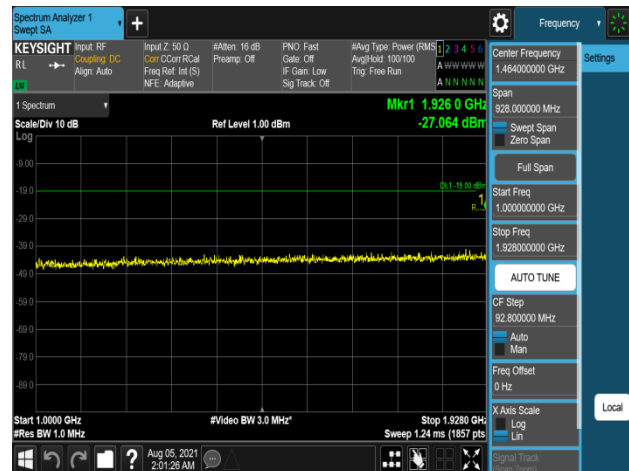 Spectrum Analyzer 1
Swept SA
Frequency
KEYSIGHT
RL
Input: RF
Coupling: DC
Align: Auto
Input Z: 50 Ω
Corr CCorr RCal
Freq Ref: Int (S)
NFE: Adaptive
#Atten: 16 dB
Preamp: Off
PNO: Fast
Gate: Off
IF Gain: Low
Sig Track: Off
#Avg Type: Power (RMS
Avg|Hold: 100/100
Trig: Free Run
1 2 3 4 5 6
A W W W W W
A N N N N N
1 Spectrum
Mkr1 1.926 0 GHz
Scale/Div 10 dB
Ref Level 1.00 dBm
-27.064 dBm
Log
-9.00
-19.0
DL1 -19.00 dBm
1
R...
-29.0
-39.0
-49.0
-59.0
-69.0
-79.0
-89.0
Start 1.0000 GHz
#Video BW 3.0 MHz*
Stop 1.9280 GHz
#Res BW 1.0 MHz
Sweep 1.24 ms (1857 pts
?
Aug 05, 2021
2:01:26 AM
Center Frequency
1.464000000 GHz
Settings
Span
928.000000 MHz
Swept Span
Zero Span
Full Span
Start Freq
1.000000000 GHz
Stop Freq
1.928000000 GHz
AUTO TUNE
CF Step
92.800000 MHz
Auto
Man
Freq Offset
0 Hz
X Axis Scale
Log
Lin
Local
Signal Track
(Span Zoom)